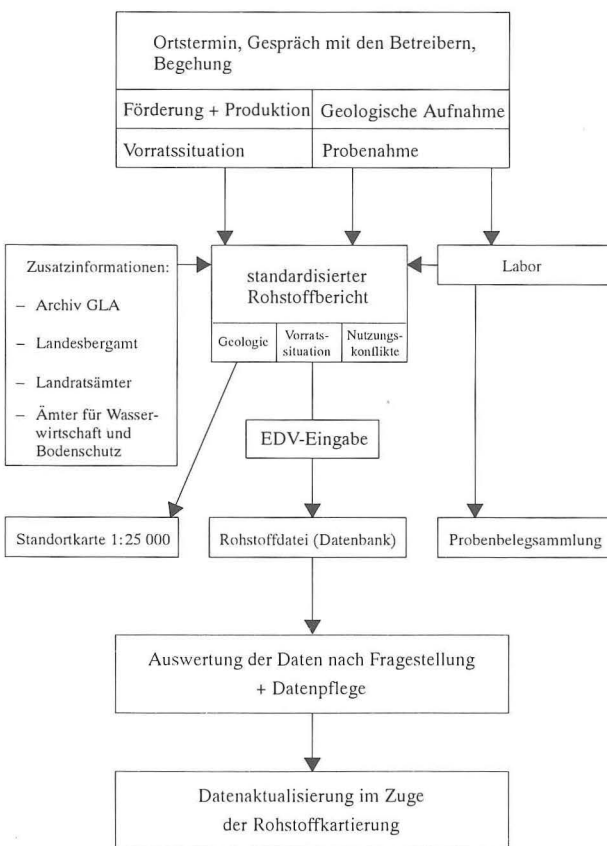 Ortstermin, Gespräch mit den Betreibern,
Begehung
Förderung + Produktion
Geologische Aufnahme
Vorratssituation
Probenahme
Zusatzinformationen:
– Archiv GLA
– Landesbergamt
– Landratsämter
– Ämter für Wasser-
wirtschaft und
Bodenschutz
standardisierter
Rohstoffbericht
Geologie
Vorrats-
situation
Nutzungs-
konflikte
Labor
EDV-Eingabe
Standortkarte 1:25 000
Rohstoffdatei (Datenbank)
Probenbelegsammlung
Auswertung der Daten nach Fragestellung
+ Datenpflege
Datenaktualisierung im Zuge
der Rohstoffkartierung